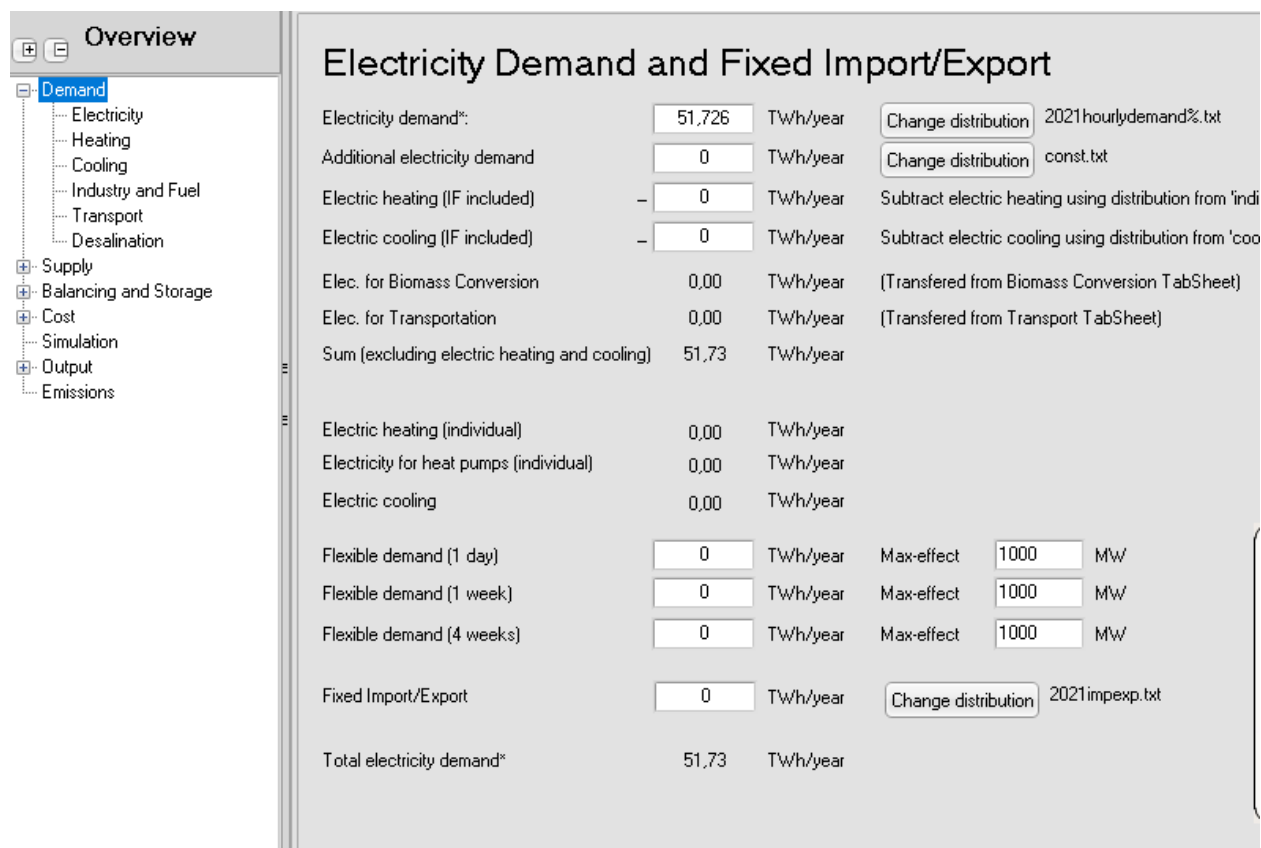 Overview
Demand
Electricity
Heating
Cooling
Industry and Fuel
Transport
Desalination
Supply
Balancing and Storage
Cost
Simulation
Output
Emissions
Electricity Demand and Fixed Import/Export
Electricity demand*: 51,726 TWh/year Change distribution 2021hourlydemand%.txt
Additional electricity demand 0 TWh/year Change distribution const.txt
Electric heating (IF included) – 0 TWh/year Subtract electric heating using distribution from 'indi
Electric cooling (IF included) – 0 TWh/year Subtract electric cooling using distribution from 'coo
Elec. for Biomass Conversion 0,00 TWh/year (Transfered from Biomass Conversion TabSheet)
Elec. for Transportation 0,00 TWh/year (Transfered from Transport TabSheet)
Sum (excluding electric heating and cooling) 51,73 TWh/year
Electric heating (individual) 0,00 TWh/year
Electricity for heat pumps (individual) 0,00 TWh/year
Electric cooling 0,00 TWh/year
Flexible demand (1 day) 0 TWh/year Max-effect 1000 MW
Flexible demand (1 week) 0 TWh/year Max-effect 1000 MW
Flexible demand (4 weeks) 0 TWh/year Max-effect 1000 MW
Fixed Import/Export 0 TWh/year Change distribution 2021impexp.txt
Total electricity demand* 51,73 TWh/year